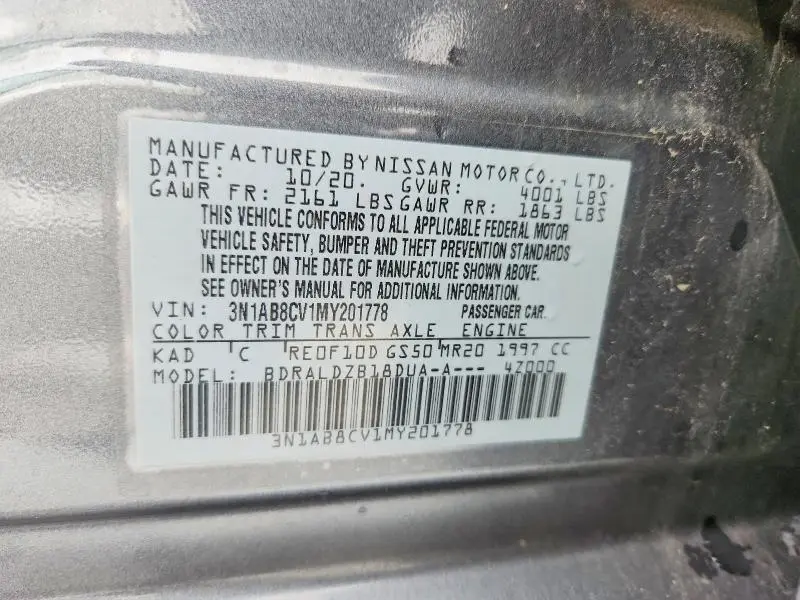 MANUFACTURED BY NISSAN MOTOR CO., LTD.
DATE: 10/20. GVWR: 4001 LBS
GAWR FR: 2161 LBS GAWR RR: 1863 LBS
THIS VEHICLE CONFORMS TO ALL APPLICABLE FEDERAL MOTOR
VEHICLE SAFETY, BUMPER AND THEFT PREVENTION STANDARDS
IN EFFECT ON THE DATE OF MANUFACTURE SHOWN ABOVE.
SEE OWNER'S MANUAL FOR ADDITIONAL INFORMATION.
VIN: 3N1AB8CV1MY201778 PASSENGER CAR.
COLOR TRIM TRANS AXLE ENGINE
KAD C RE0F10D GS50 MR20 1997 CC
MODEL: BDRALDZB18DUA-A--- 4Z000
3N1AB8CV1MY201778